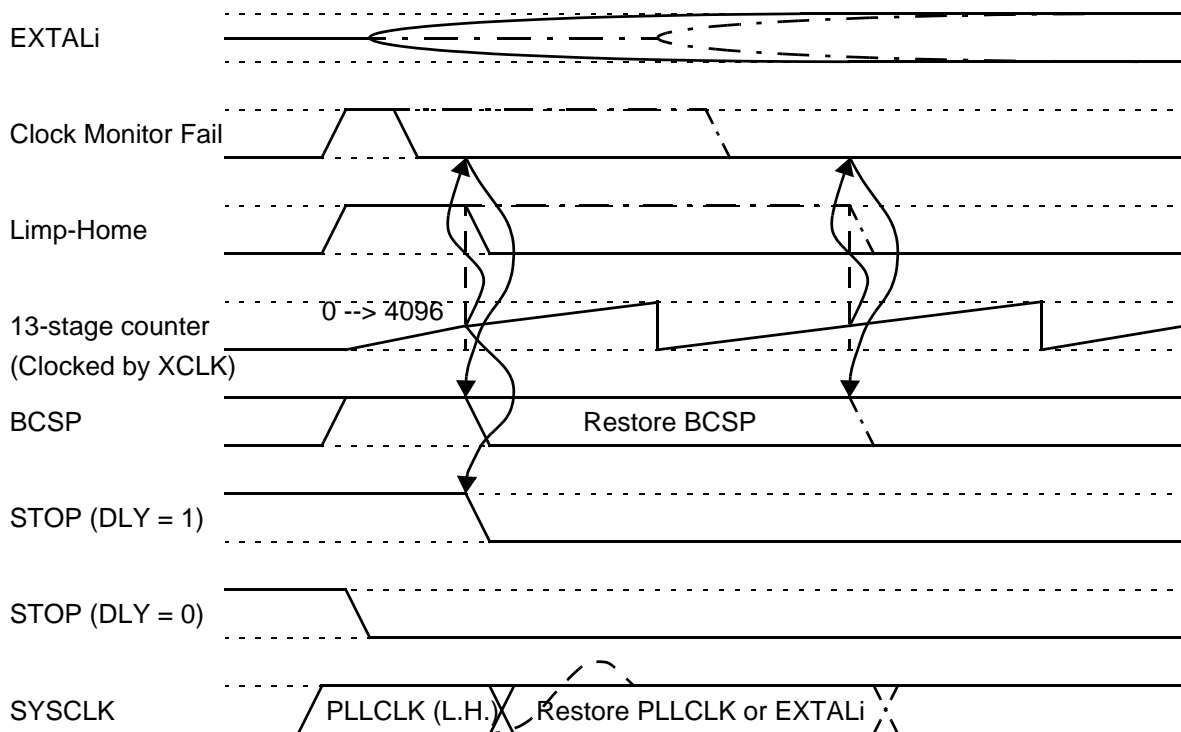 EXTALi
Clock Monitor Fail
Limp-Home
0 --> 4096
13-stage counter
(Clocked by XCLK)
BCSP
Restore BCSP
STOP (DLY = 1)
STOP (DLY = 0)
SYSCLK
PLLCLK (L.H.)
Restore PLLCLK or EXTALi